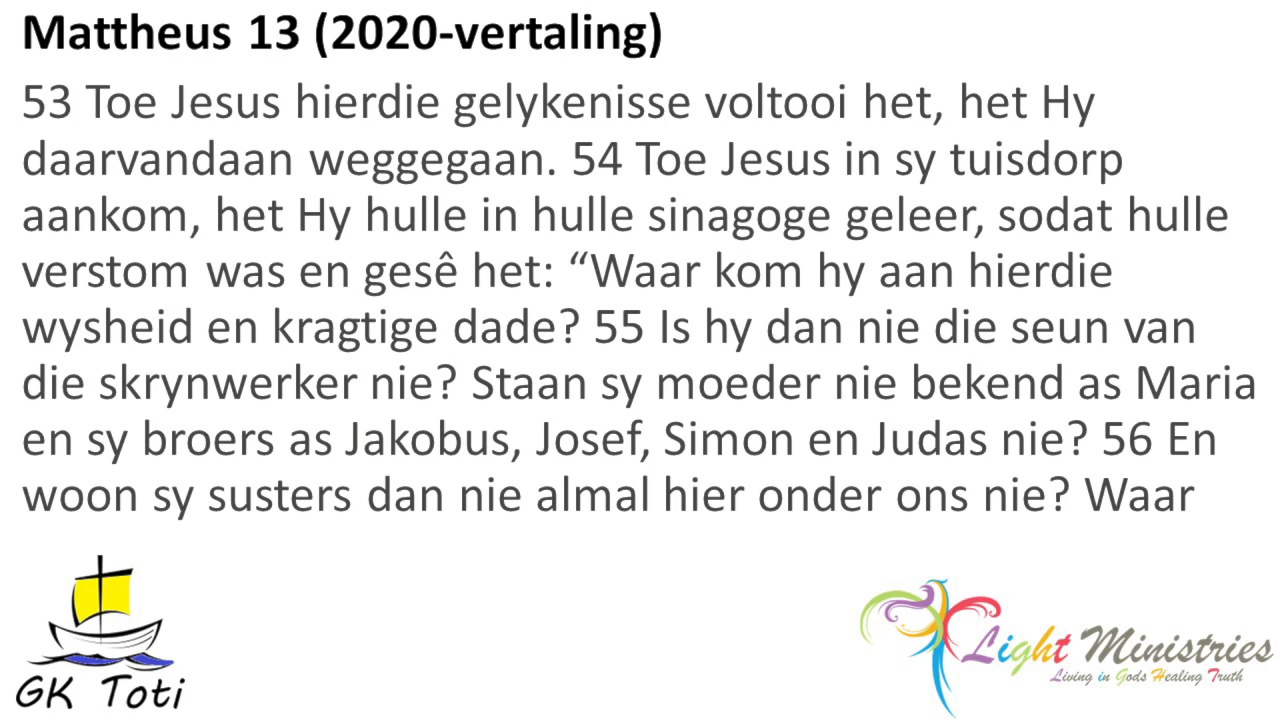 Mattheus 13 (2020-vertaling)
53 Toe Jesus hierdie gelykenisse voltooi het, het Hy
daarvandaan weggegaan. 54 Toe Jesus in sy tuisdorp
aankom, het Hy hulle in hulle sinagoge geleer, sodat hulle
verstom was en gesê het: “Waar kom hy aan hierdie
wysheid en kragtige dade? 55 Is hy dan nie die seun van
die skrynwerker nie? Staan sy moeder nie bekend as Maria
en sy broers as Jakobus, Josef, Simon en Judas nie? 56 En
woon sy susters dan nie almal hier onder ons nie? Waar
GK Toti
Light Ministries
Living in Gods Healing Truth